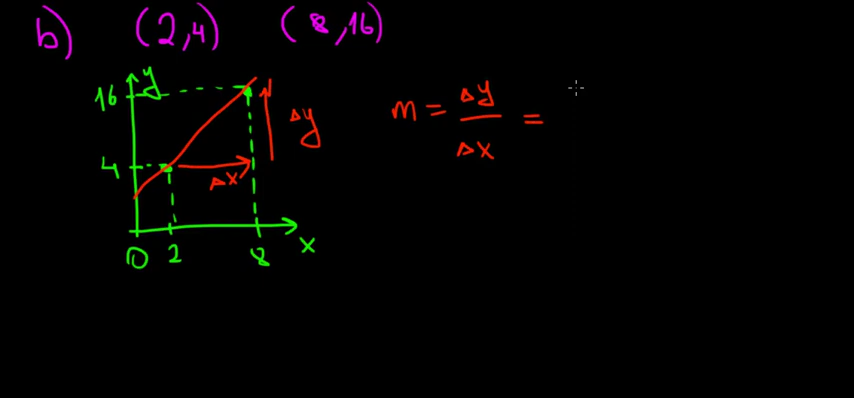 b) (2,4) (8,16)
y
16
4
Δy
Δx
0 2 8 x
m = Δy/Δx =